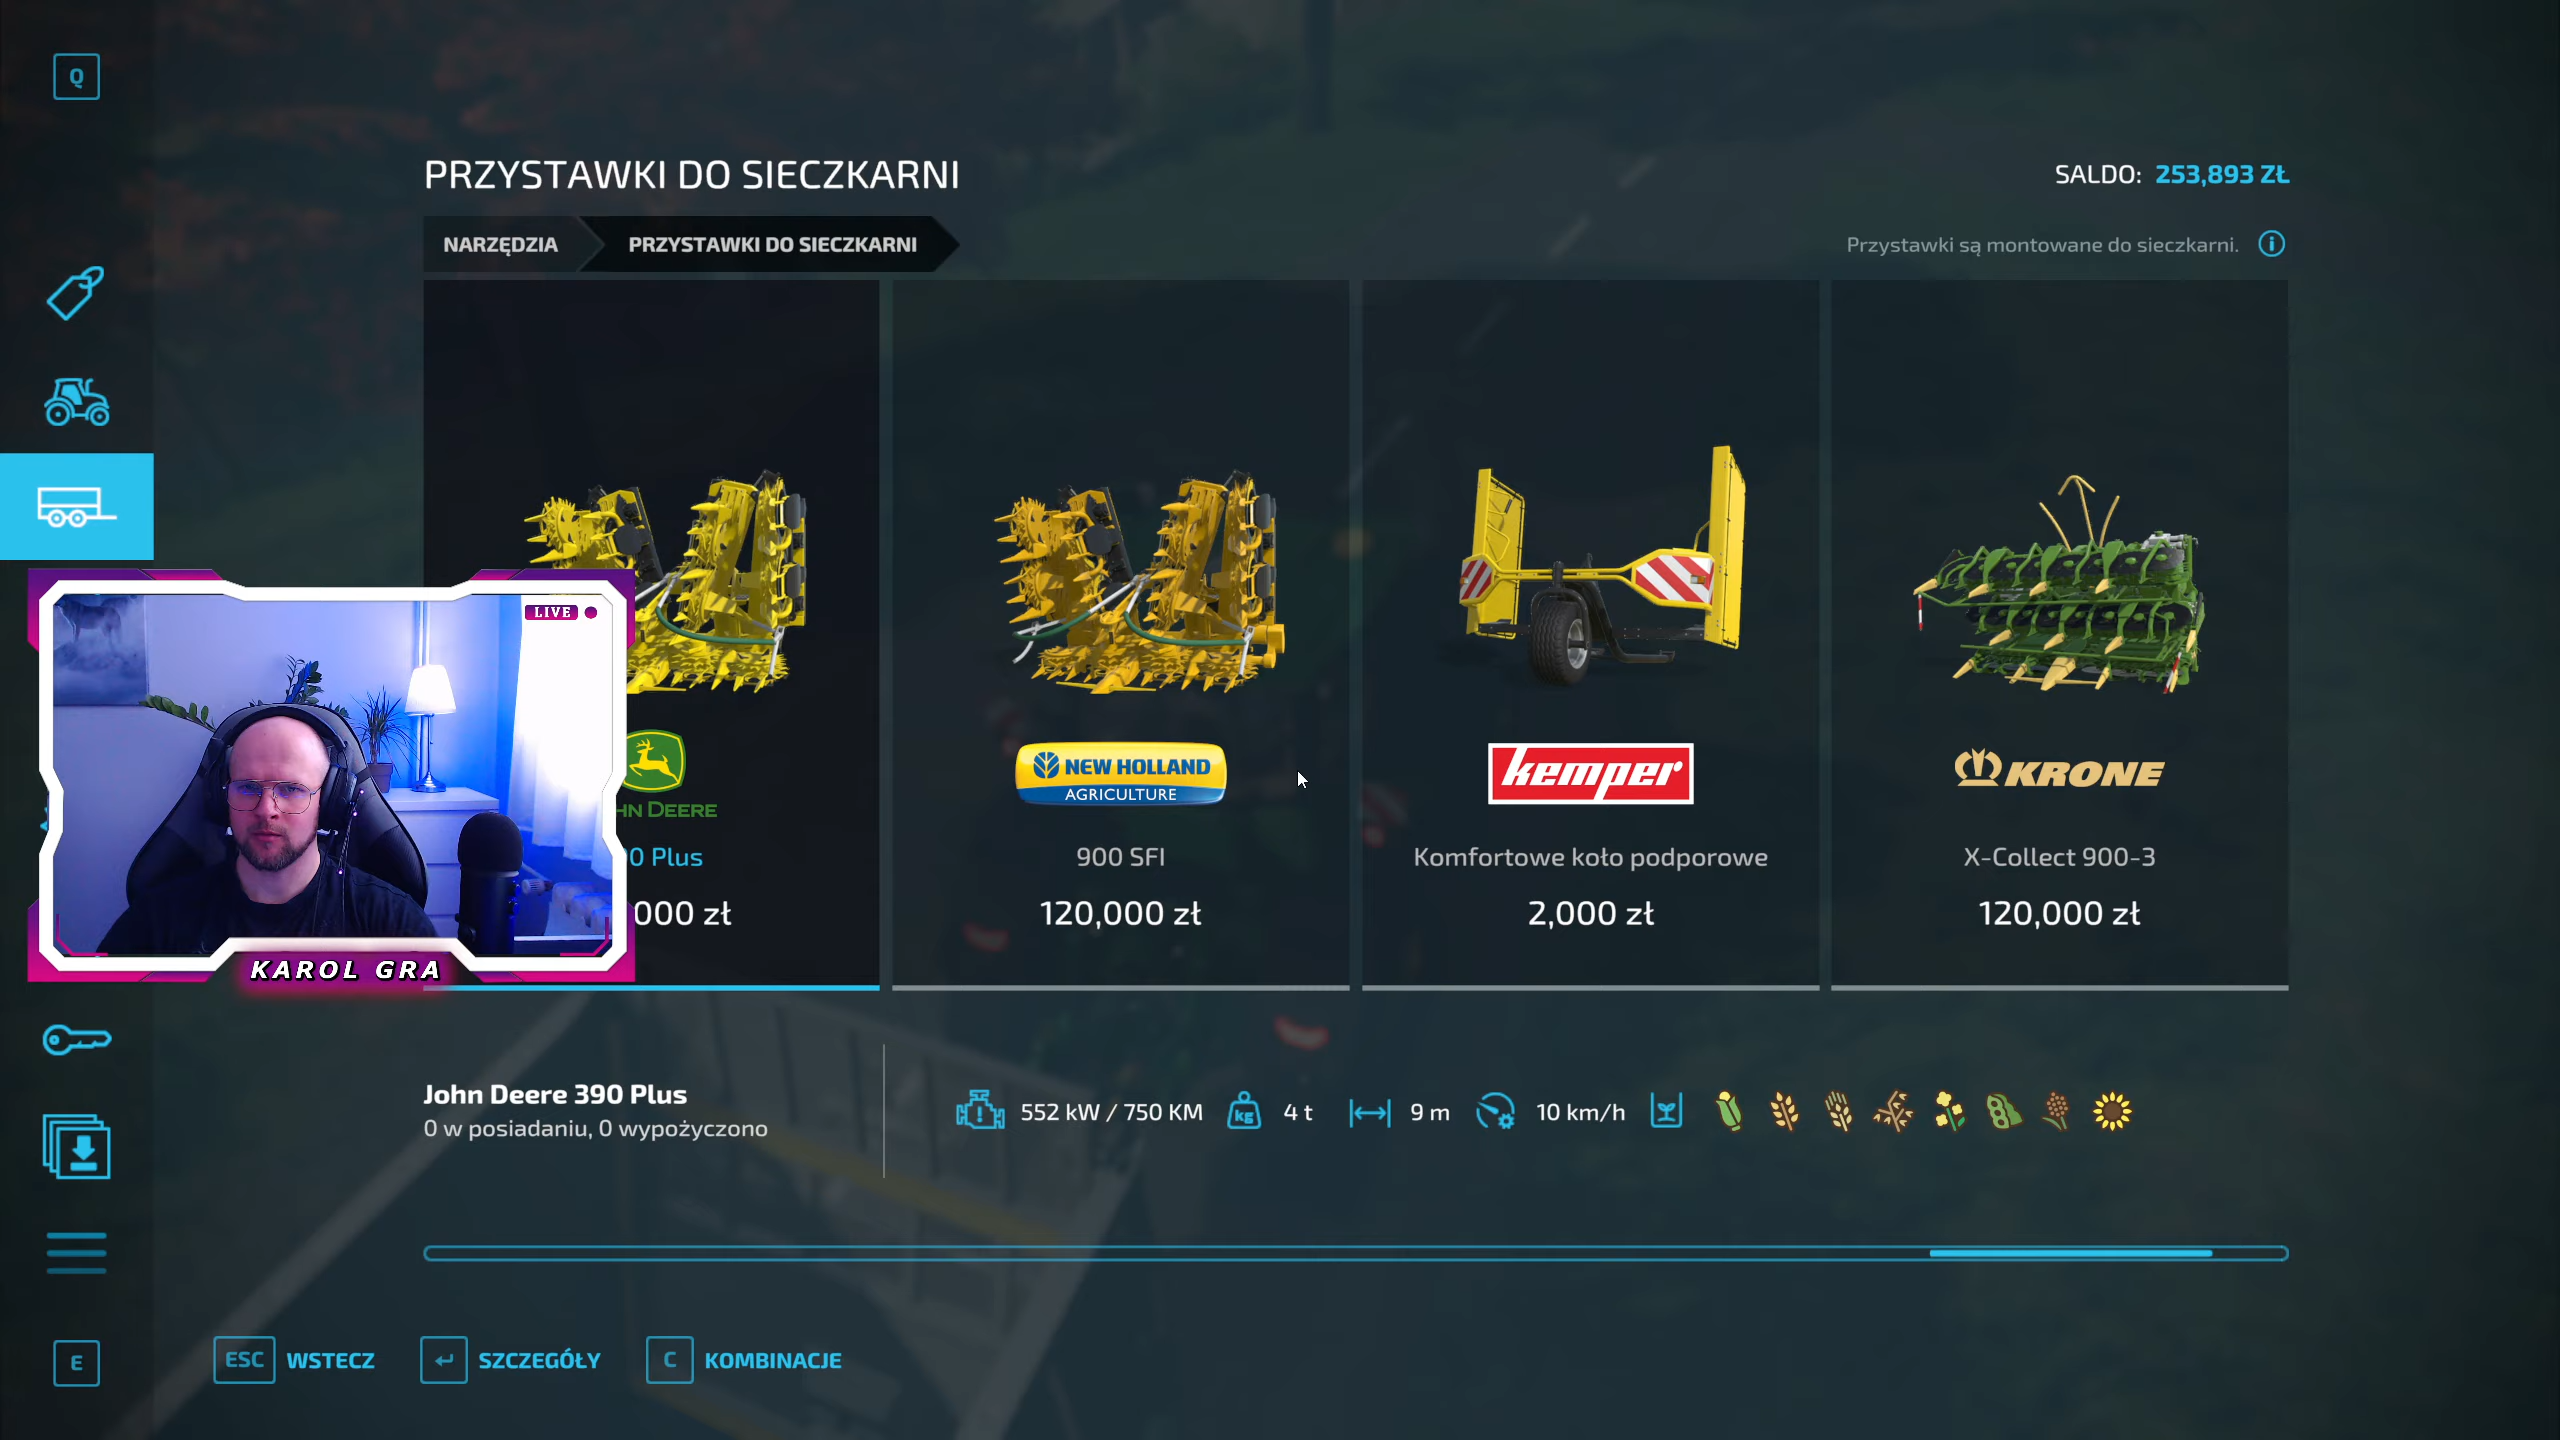 Q
PRZYSTAWKI DO SIECZKARNI
SALDO: 253,893 ZŁ
NARZĘDZIA
PRZYSTAWKI DO SIECZKARNI
Przystawki są montowane do sieczkarni.
LIVE
HN DEERE
NEW HOLLAND
AGRICULTURE
kemper
KRONE
0 Plus
900 SFI
Komfortowe koło podporowe
X-Collect 900-3
000 zł
120,000 zł
2,000 zł
120,000 zł
KAROL GRA
John Deere 390 Plus
0 w posiadaniu, 0 wypożyczono
552 kW / 750 KM
kg
4 t
9 m
10 km/h
E
ESC WSTECZ
SZCZEGÓŁY
C KOMBINACJE